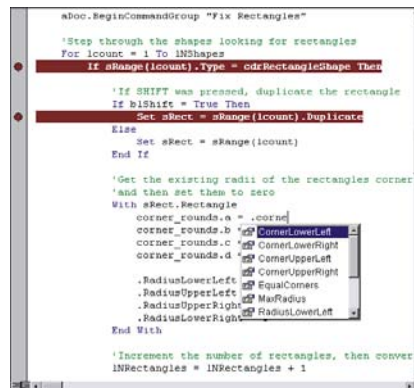 aDoc.BeginCommandGroup "Fix Rectangles"
'Step through the shapes looking for rectangles
For lcount = 1 To lNShapes
If sRange(lcount).Type = cdrRectangleShape Then
'If SHIFT was pressed, duplicate the rectangle
If blShift = True Then
Set sRect = sRange(lcount).Duplicate
Else
Set sRect = sRange(lcount)
End If
'Get the existing radii of the rectangles corner
'and then set them to zero
With sRect.Rectangle
corner_rounds.a = .corne
corner_rounds.b
corner_rounds.c
corner_rounds.d
CornerLowerLeft
CornerLowerRight
CornerUpperLeft
CornerUpperRight
EqualCorners
MaxRadius
RadiusLowerLeft
.RadiusLowerLeft
.RadiusUpperLeft
.RadiusUpperRight
.RadiusLowerRight
End With
'Increment the number of rectangles, then conver
lNRectangles = lNRectangles + 1